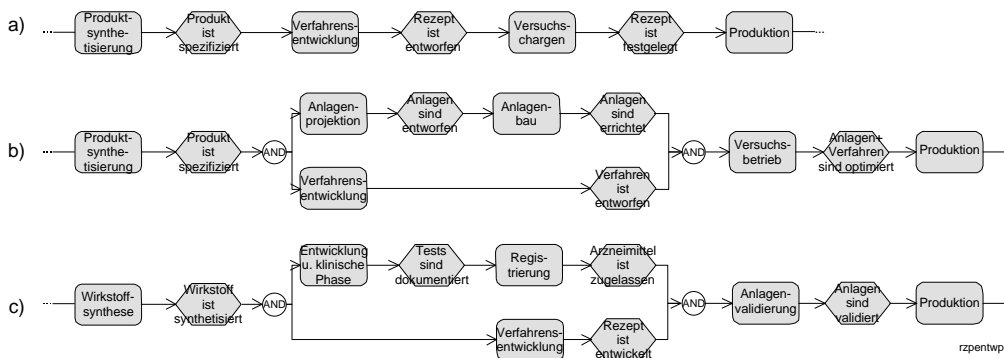 a)
Produkt-
synthe-
tisierung
Produkt
ist
spezifiziert
Verfahrens-
entwicklung
Rezept
ist
entworfen
Versuchs-
chargen
Rezept
ist
festgelegt
Produktion
b)
Produkt-
synthe-
tisierung
Produkt
ist
spezifiziert
AND
Anlagen-
projektion
Anlagen
sind
entworfen
Anlagen-
bau
Anlagen
sind
errichtet
Verfahrens-
entwicklung
Verfahren
ist
entworfen
AND
Versuchs-
betrieb
Anlagen+
Verfahren
sind optimiert
Produktion
c)
Wirkstoff-
synthese
Wirkstoff
ist
synthetisiert
AND
Entwicklung
u. klinische
Phase
Tests
sind
dokumentiert
Regis-
trierung
Arzneimittel
ist
zugelassen
Verfahrens-
entwicklung
Rezept
ist
entwickelt
AND
Anlagen-
validierung
Anlagen
sind
validiert
Produktion
rzpentwp